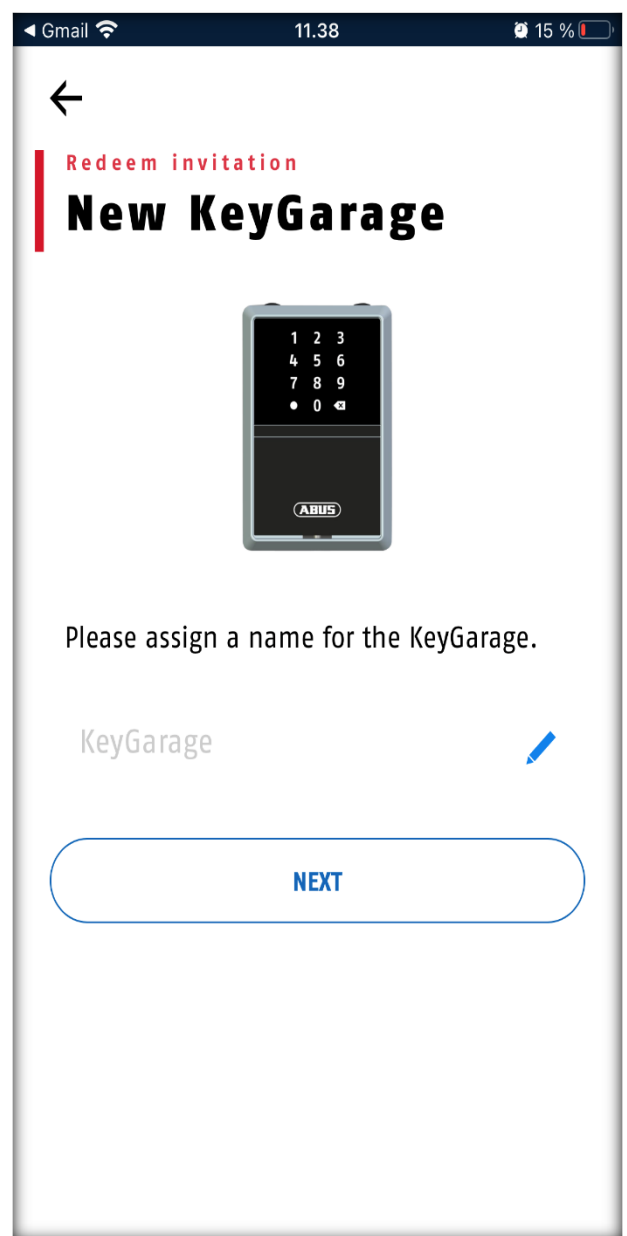 Gmail 11.38 15 %
Redeem invitation
New KeyGarage
1 2 3
4 5 6
7 8 9
0
ABUS
Please assign a name for the KeyGarage.
KeyGarage
NEXT